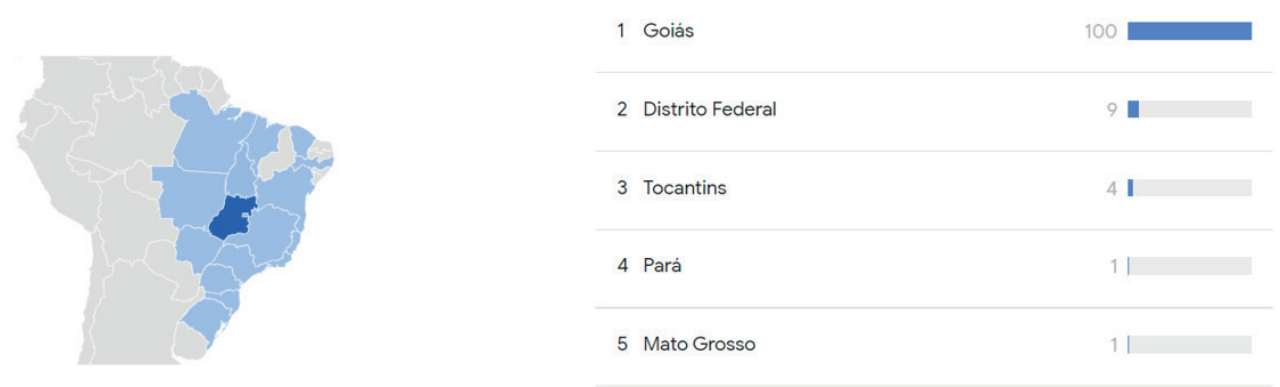 1 Goiás 100
2 Distrito Federal 9
3 Tocantins 4
4 Pará 1
5 Mato Grosso 1